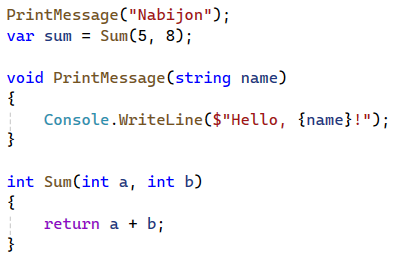 PrintMessage("Nabijon");
var sum = Sum(5, 8);

void PrintMessage(string name)
{
    Console.WriteLine($"Hello, {name}!");
}

int Sum(int a, int b)
{
    return a + b;
}